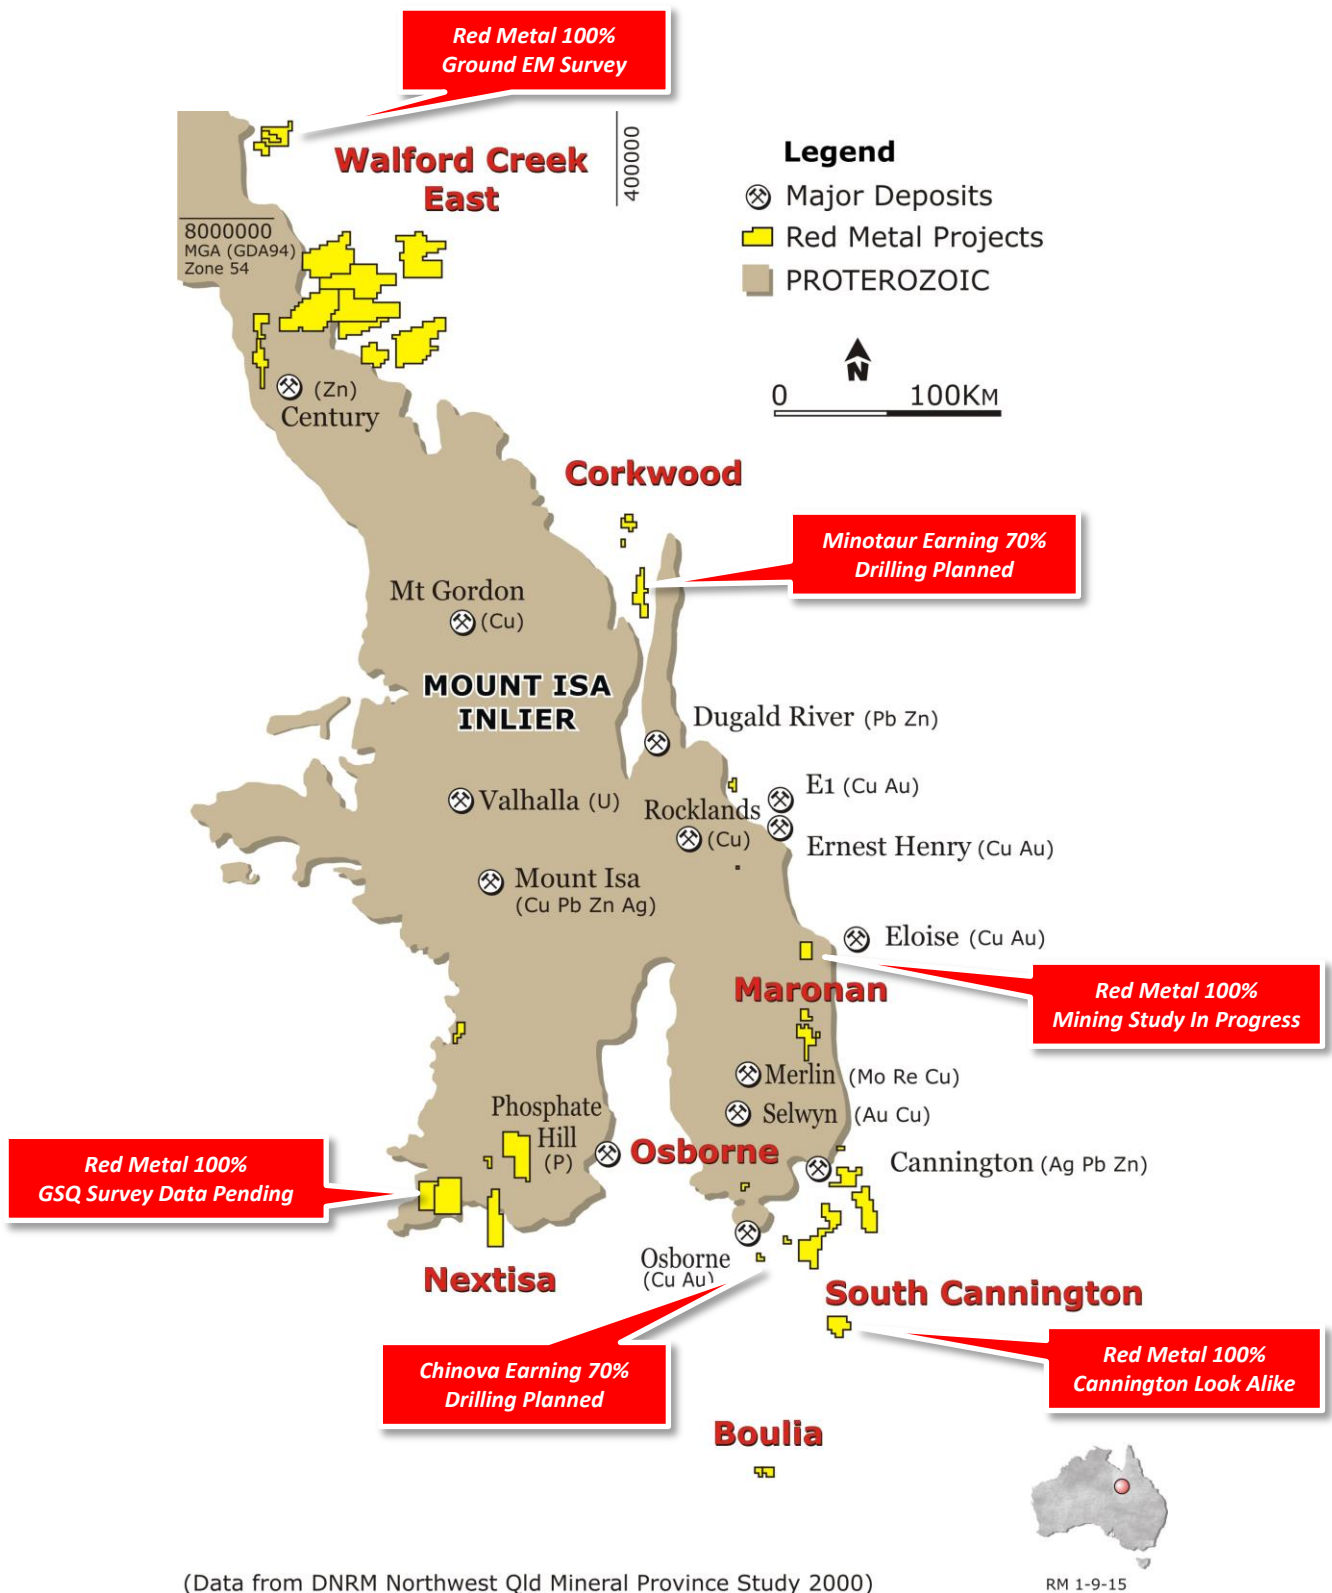 Red Metal 100%
Ground EM Survey
Walford Creek
East
400000
Legend
Major Deposits
Red Metal Projects
PROTEROZOIC
8000000
MGA (GDA94)
Zone 54
N
0 100KM
(Zn)
Century
Corkwood
Minotaur Earning 70%
Drilling Planned
Mt Gordon
(Cu)
MOUNT ISA
INLIER
Dugald River (Pb Zn)
E1 (Cu Au)
Valhalla (U)
Rocklands
(Cu)
Ernest Henry (Cu Au)
Mount Isa
(Cu Pb Zn Ag)
Eloise (Cu Au)
Maronan
Red Metal 100%
Mining Study In Progress
Merlin (Mo Re Cu)
Selwyn (Au Cu)
Phosphate
Hill
(P)
Osborne
Cannington (Ag Pb Zn)
Red Metal 100%
GSQ Survey Data Pending
Nextisa
Osborne
(Cu Au)
South Cannington
Chinova Earning 70%
Drilling Planned
Red Metal 100%
Cannington Look Alike
Boulia
(Data from DNRM Northwest Qld Mineral Province Study 2000)
RM 1-9-15